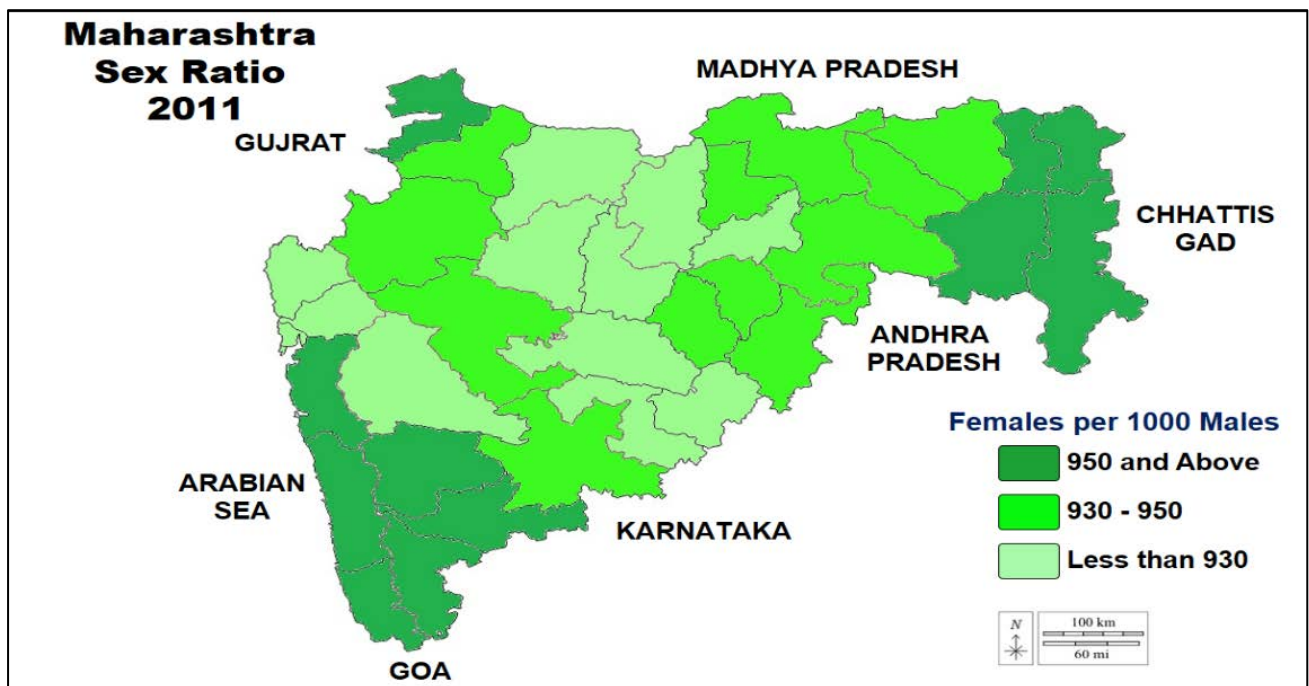 Maharashtra
Sex Ratio
2011
MADHYA PRADESH
GUJRAT
CHHATTIS
GAD
ANDHRA
PRADESH
Females per 1000 Males
950 and Above
930 - 950
Less than 930
ARABIAN
SEA
KARNATAKA
GOA
N
100 km
60 mi